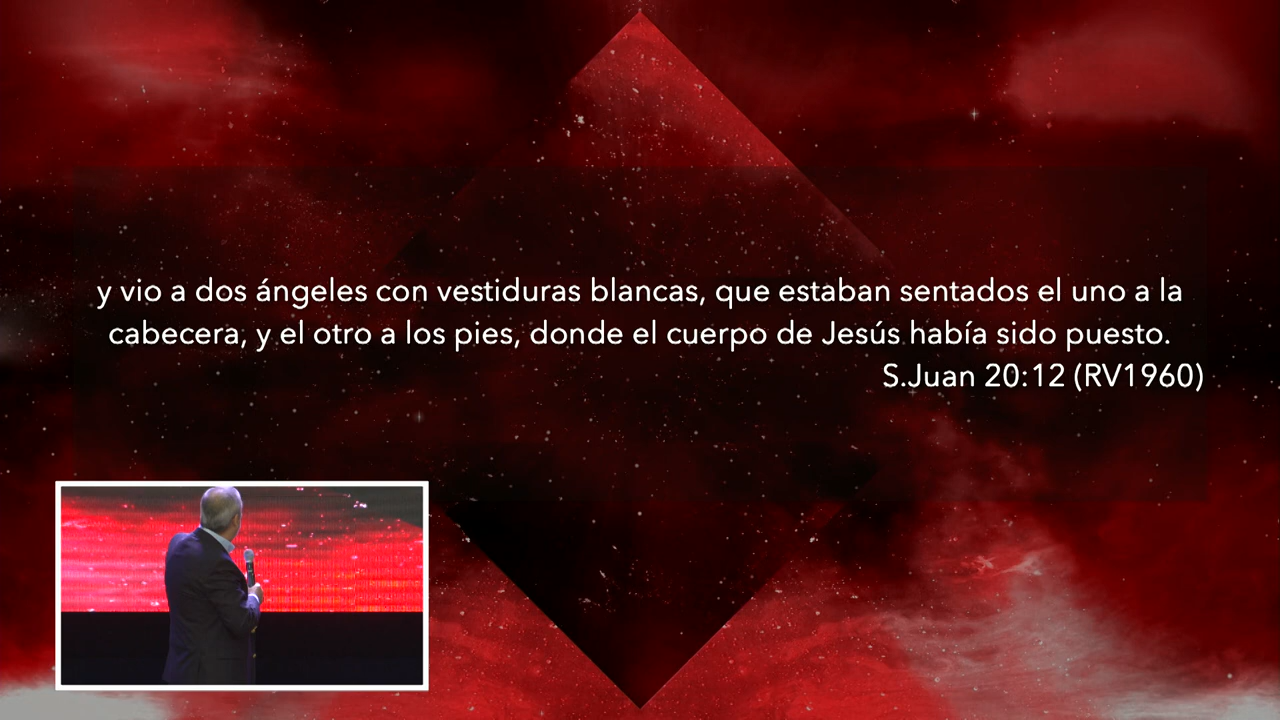 y vio a dos ángeles con vestiduras blancas, que estaban sentados el uno a la
cabecera, y el otro a los pies, donde el cuerpo de Jesús había sido puesto.
S.Juan 20:12 (RV1960)